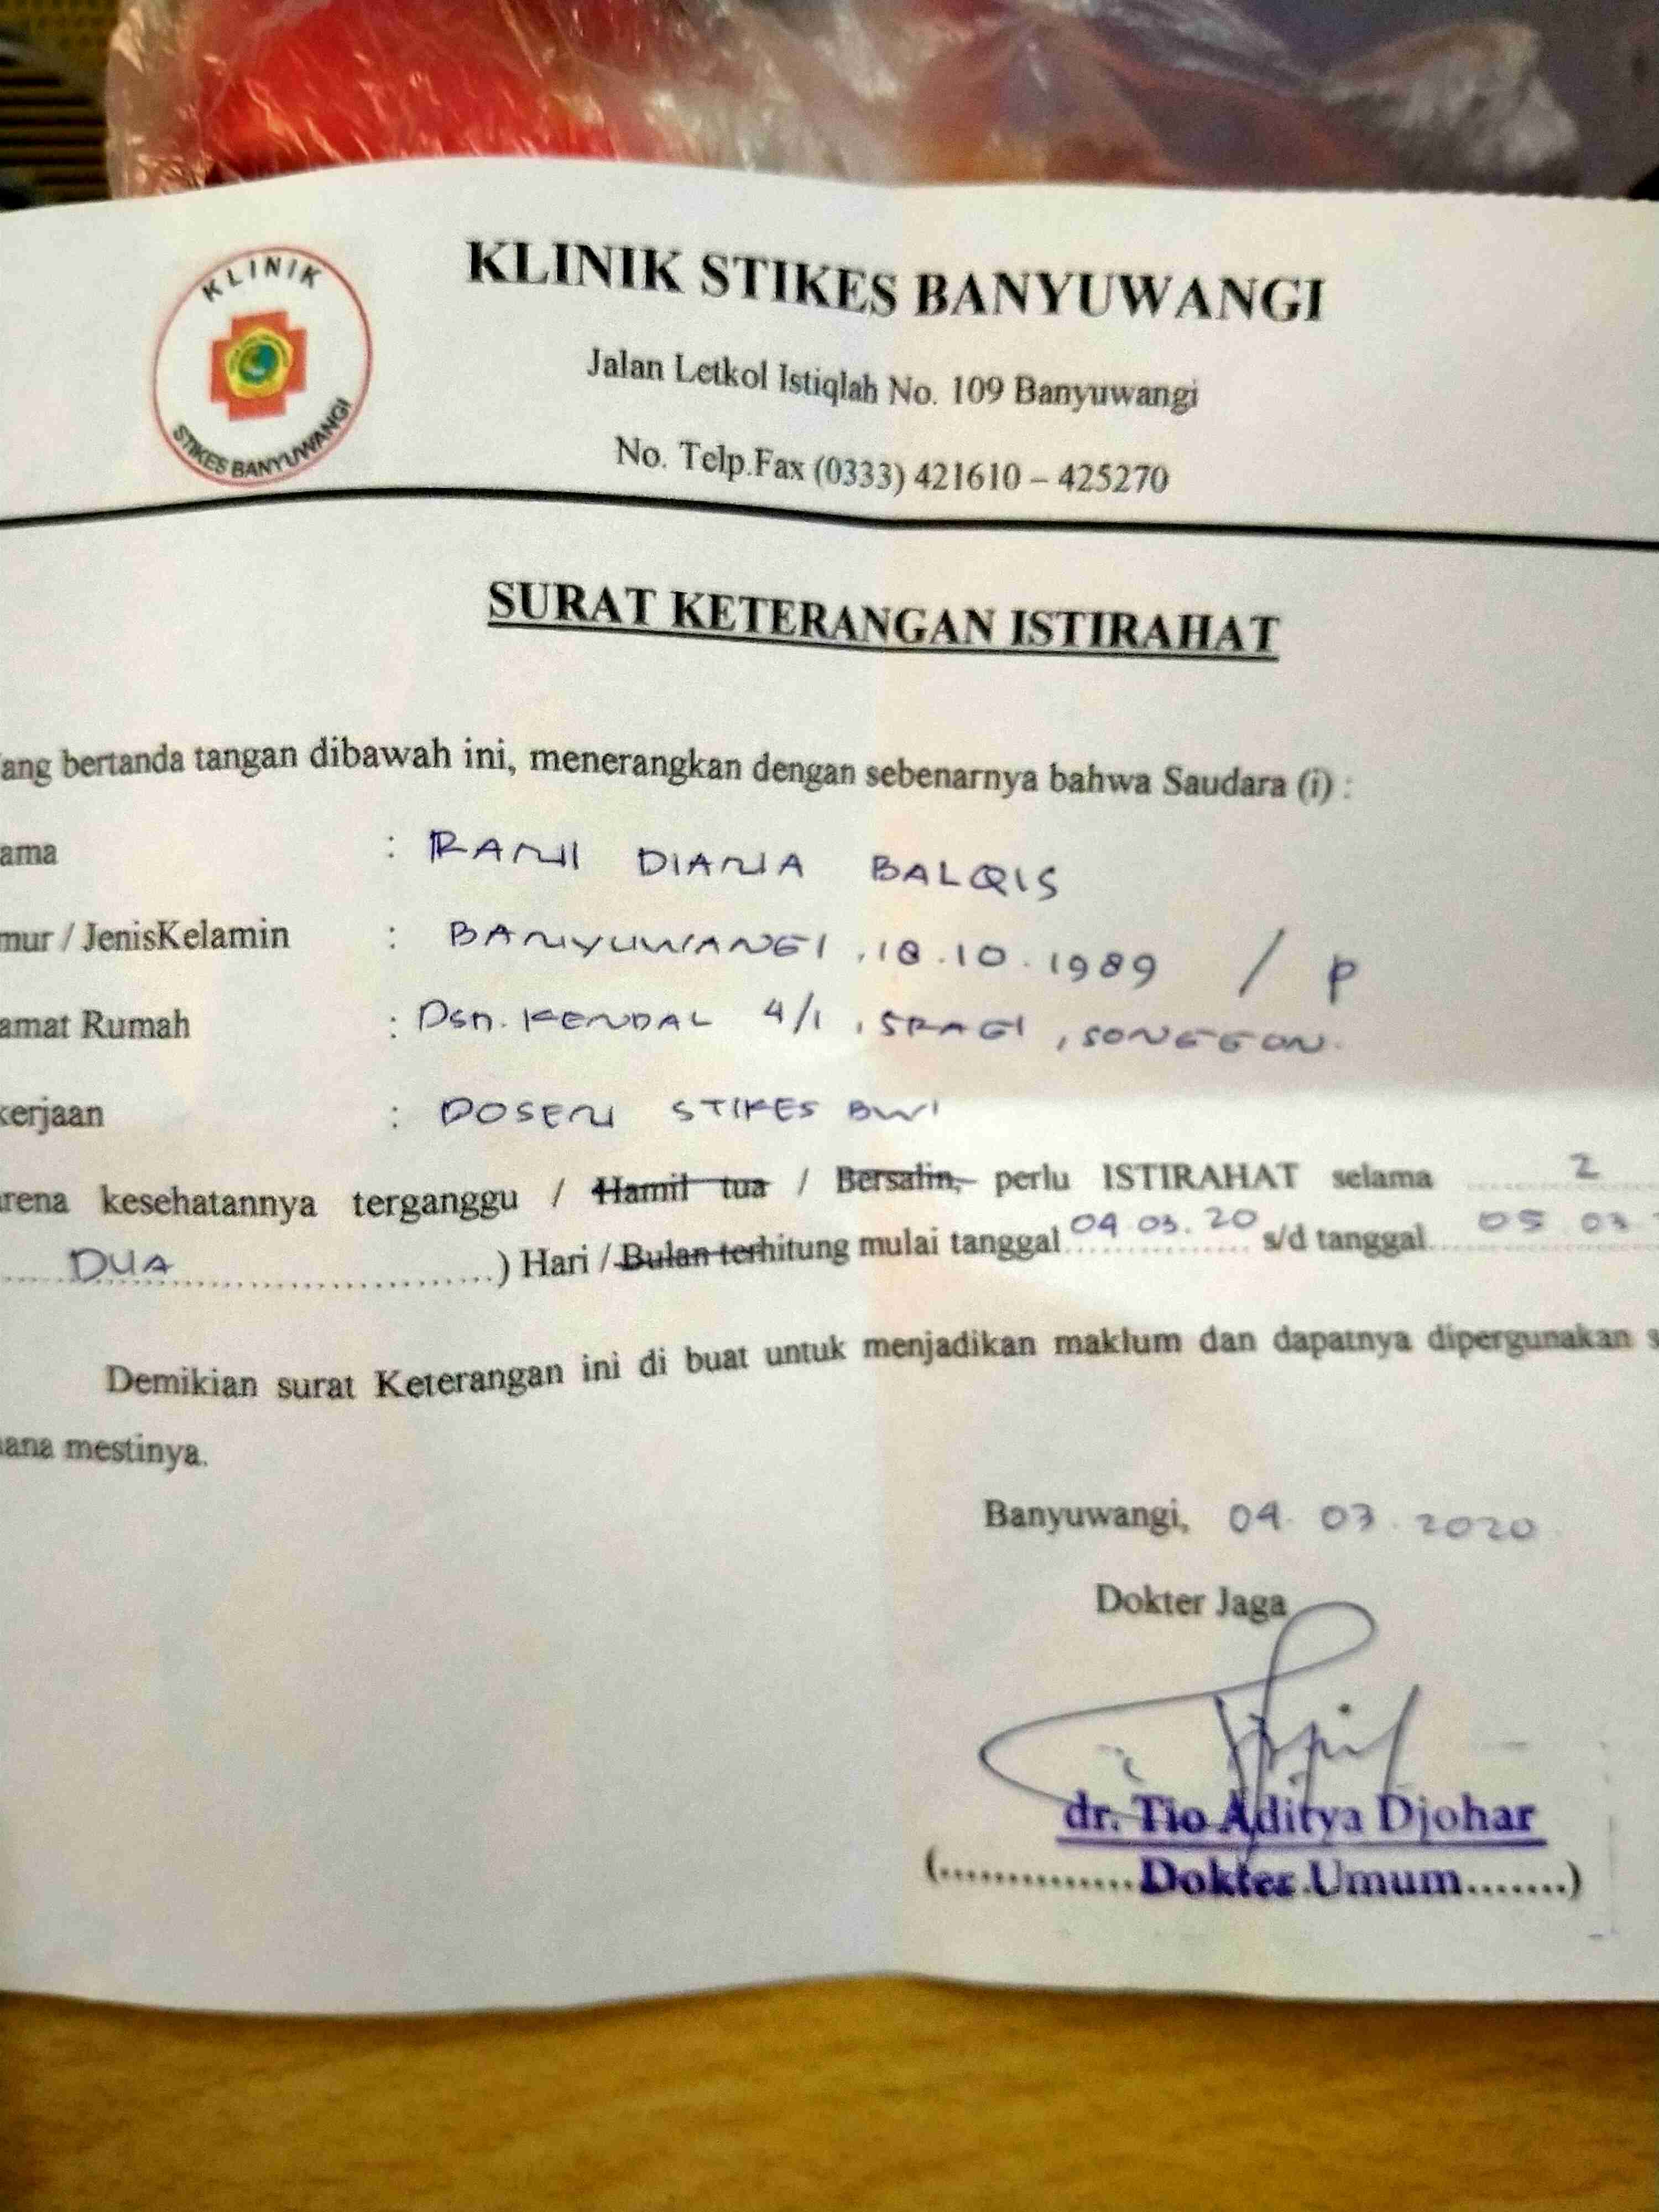 KLINIK
STIKES BANYUWANGI
KLINIK STIKES BANYUWANGI
Jalan Letkol Istiqlah No. 109 Banyuwangi
No. Telp.Fax (0333) 421610 – 425270
SURAT KETERANGAN ISTIRAHAT
ang bertanda tangan dibawah ini, menerangkan dengan sebenarnya bahwa Saudara (i) :
ama : RANI DIANA BALQIS
mur / JenisKelamin : BANYUWANGI, 18.10.1989 / P
amat Rumah : Dsn. KENDAL 4/1, SRAGI, SONGGON.
kerjaan : DOSEN STIKES BWI
rena kesehatannya terganggu / Hamil tua / Bersalin, perlu ISTIRAHAT selama 2
DUA ) Hari / Bulan terhitung mulai tanggal 04.03.20 s/d tanggal 05.03
Demikian surat Keterangan ini di buat untuk menjadikan maklum dan dapatnya dipergunakan s
ana mestinya.
Banyuwangi, 04.03.2020
Dokter Jaga
dr. Tio Aditya Djohar
(...............Dokter Umum.......)